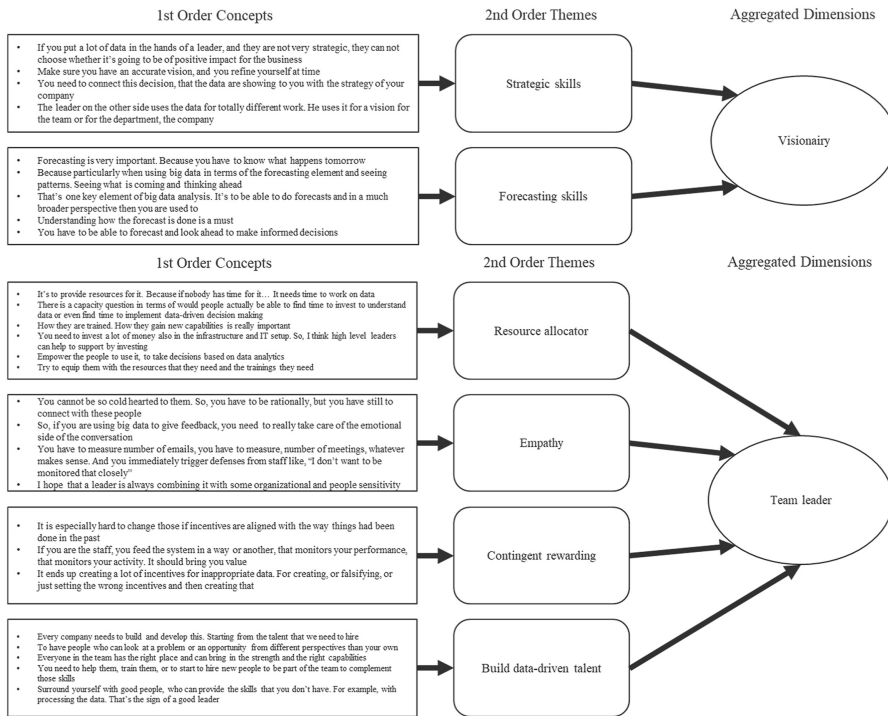 1st Order Concepts
2nd Order Themes
Aggregated Dimensions
• If you put a lot of data in the hands of a leader, and they are not very strategic, they can not
choose whether it's going to be of positive impact for the business
• Make sure you have an accurate vision, and you refine yourself at time
• You need to connect this decision, that the data are showing to you with the strategy of your
company
• The leader on the other side uses the data for totally different work. He uses it for a vision for
the team or for the department, the company
Strategic skills
Visionairy
• Forecasting is very important. Because you have to know what happens tomorrow
• Because particularly when using big data in terms of the forecasting element and seeing
patterns. Seeing what is coming and thinking ahead
• That's one key element of big data analysis. It's to be able to do forecasts and in a much
broader perspective then you are used to
• Understanding how the forecast is done is a must
• You have to be able to forecast and look ahead to make informed decisions
Forecasting skills
1st Order Concepts
2nd Order Themes
Aggregated Dimensions
• It's to provide resources for it. Because if nobody has time for it… It needs time to work on data
• There is a capacity question in terms of would people actually be able to find time to invest to understand
data or even find time to implement data-driven decision making
• How they are trained. How they gain new capabilities is really important
• You need to invest a lot of money also in the infrastructure and IT setup. So, I think high level leaders
can help to support by investing
• Empower the people to use it, to take decisions based on data analytics
• Try to equip them with the resources that they need and the trainings they need
Resource allocator
• You cannot be so cold hearted to them. So, you have to be rationally, but you have still to
connect with these people
• So, if you are using big data to give feedback, you need to really take care of the emotional
side of the conversation
• You have to measure number of emails, you have to measure, number of meetings, whatever
makes sense. And you immediately trigger defenses from staff like, "I don't want to be
monitored that closely"
• I hope that a leader is always combining it with some organizational and people sensitivity
Empathy
Team leader
• It is especially hard to change those if incentives are aligned with the way things had been
done in the past
• If you are the staff, you feed the system in a way or another, that monitors your performance,
that monitors your activity. It should bring you value
• It ends up creating a lot of incentives for inappropriate data. For creating, or falsifying, or
just setting the wrong incentives and then creating that
Contingent rewarding
• Every company needs to build and develop this. Starting from the talent that we need to hire
• To have people who can look at a problem or an opportunity from different perspectives than your own
• Everyone in the team has the right place and can bring in the strength and the right capabilities
• You need to help them, train them, or to start to hire new people to be part of the team to complement
those skills
• Surround yourself with good people, who can provide the skills that you don't have. For example, with
processing the data. That's the sign of a good leader
Build data-driven talent